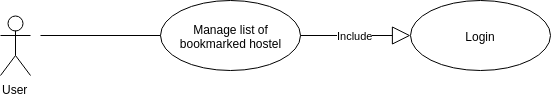 Manage list of
bookmarked hostel
Include
Login
User